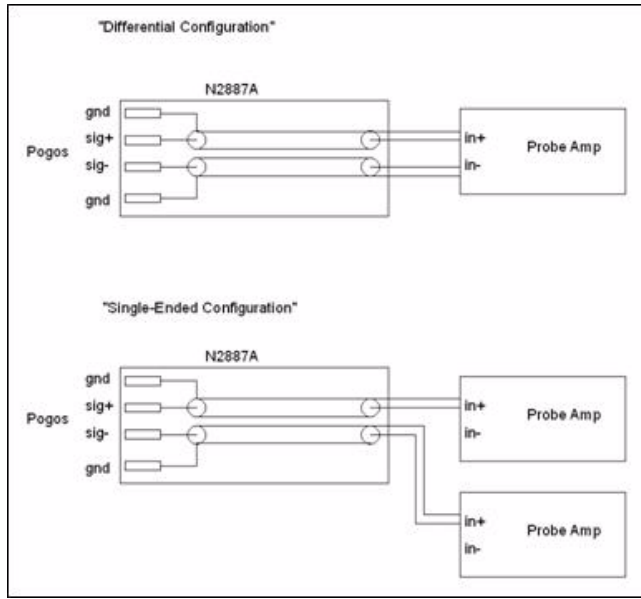 "Differential Configuration"
N2887A
gnd
sig+
Pogos
sig-
gnd
in+
Probe Amp
in-
"Single-Ended Configuration"
N2887A
gnd
sig+
Pogos
sig-
gnd
in+
Probe Amp
in-
in+
Probe Amp
in-